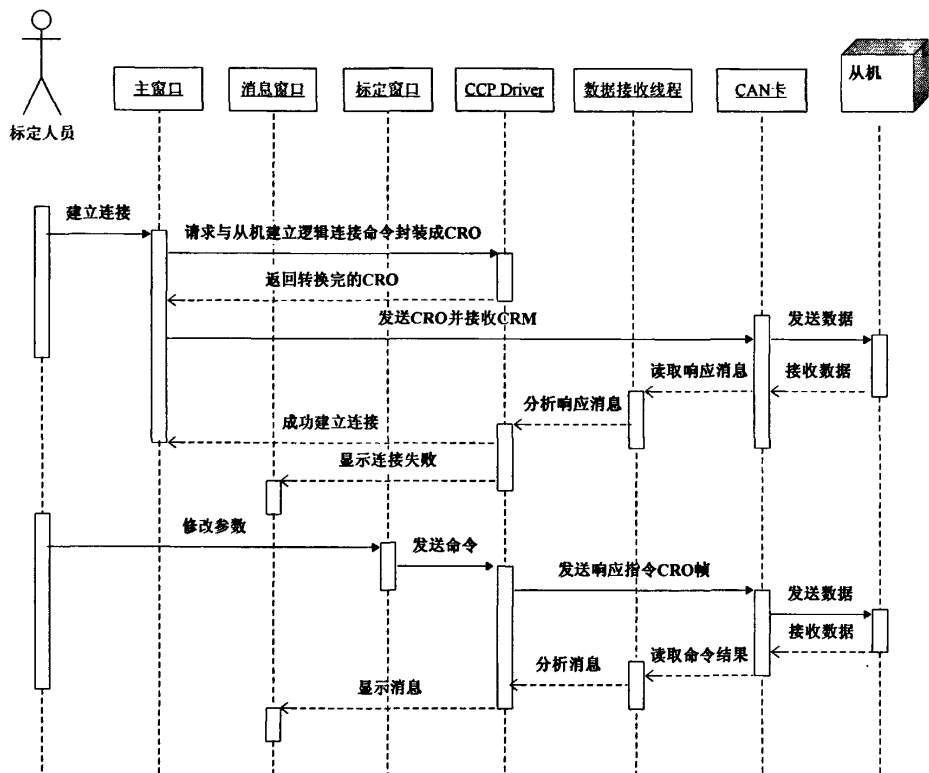 标定人员
主窗口
消息窗口
标定窗口
CCP Driver
数据接收线程
CAN卡
从机
建立连接
请求与从机建立逻辑连接命令封装成CRO
返回转换完的CRO
发送CRO并接收CRM
发送数据
读取响应消息
接收数据
分析响应消息
成功建立连接
显示连接失败
修改参数
发送命令
发送响应指令CRO帧
发送数据
接收数据
读取命令结果
分析消息
显示消息